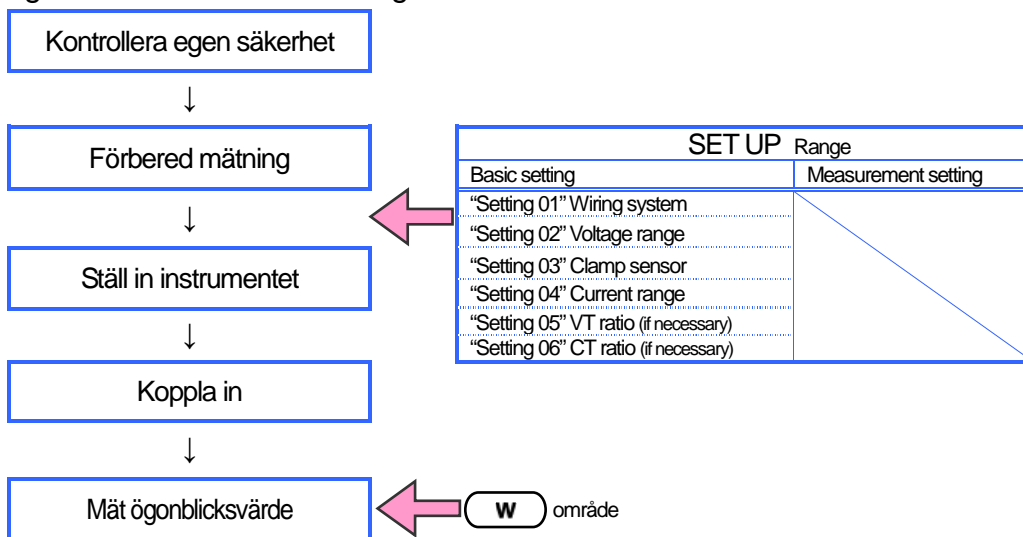 Kontrollera egen säkerhet
↓
Förbered mätning
↓
Ställ in instrumentet
↓
Koppla in
↓
Mät ögonblicksvärde
SET UP Range
Basic setting Measurement setting
“Setting 01” Wiring system
“Setting 02” Voltage range
“Setting 03” Clamp sensor
“Setting 04” Current range
“Setting 05” VT ratio (if necessary)
“Setting 06” CT ratio (if necessary)
W område